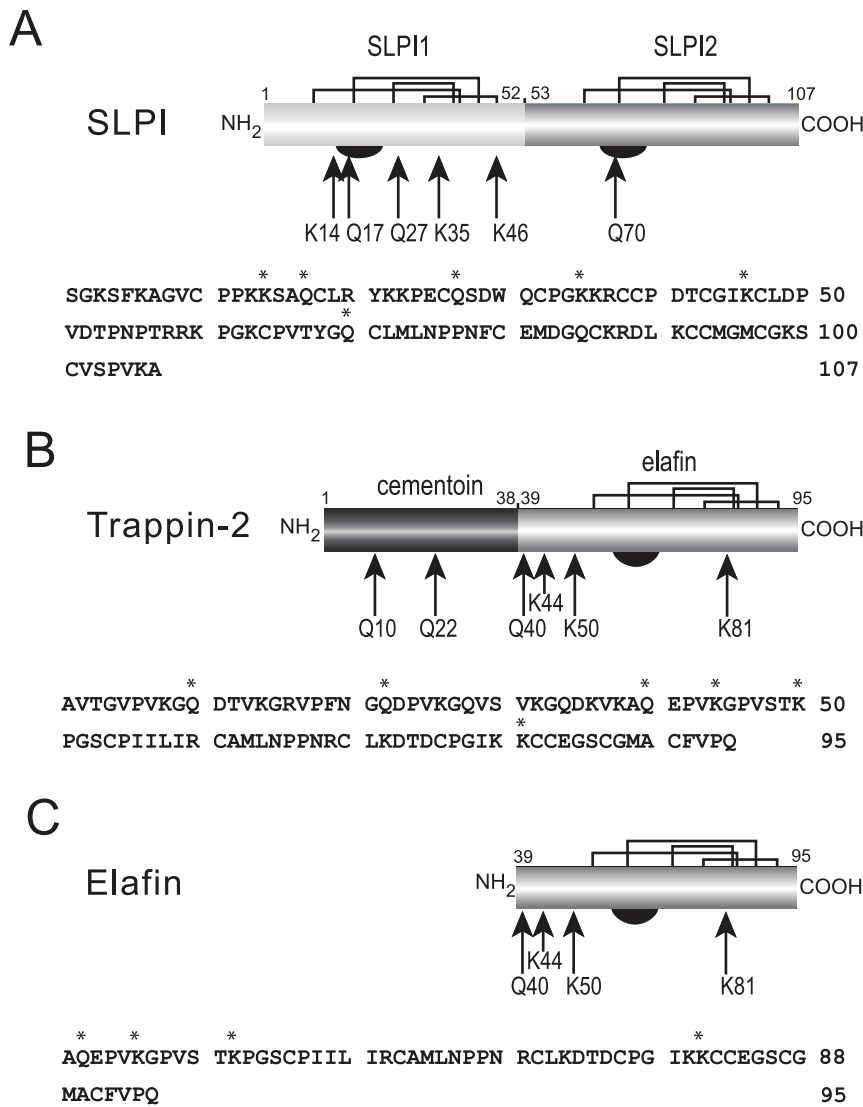 A
SLPI1 SLPI2
1 52 53 107
SLPI
NH2 COOH
K14 Q17 Q27 K35 K46 Q70
* * * * *
SGKSFKAGVC PPKKSAQCLR YKKPECQSDW QCPGKKRCCP DTCGIKCLDP 50
*
VDTPNPTRRK PGKCPVTYGQ CLMLNPPNFC EMDGQCKRDL KCCMGMCGKS 100
CVSPVKA 107
B
cementoin elafin
1 38 39 95
Trappin-2
NH2 COOH
K44
Q10 Q22 Q40 K50 K81
* * * * *
AVTGVPVKGQ DTVKGRVPFN GQDPVKGQVS VKGQDKVKAQ EPVKGPVSTK 50
*
PGSCPIILIR CAMLNPPNRC LKDTDCPGIK KCCEGSCGMA CFVPQ 95
C
39 95
Elafin
NH2 COOH
K44
Q40 K50 K81
* * * *
AQEPVKGPVS TKPGSCPIIL IRCAMLNPPN RCLKDTDCPG IKKCCEGSCG 88
MACFVPQ 95